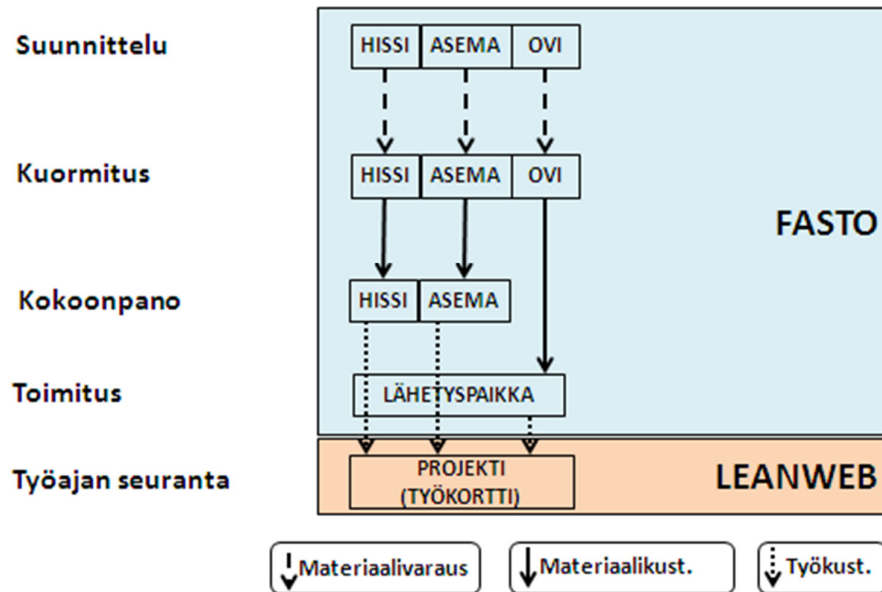 Suunnittelu
HISSI ASEMA OVI
Kuormitus
HISSI ASEMA OVI
FASTO
Kokoonpano
HISSI ASEMA
Toimitus
LÄHETYSPAIKKA
Työajan seuranta
PROJEKTI
(TYÖKORTTI)
LEANWEB
Materiaalivaraus
Materiaalikust.
Työkust.